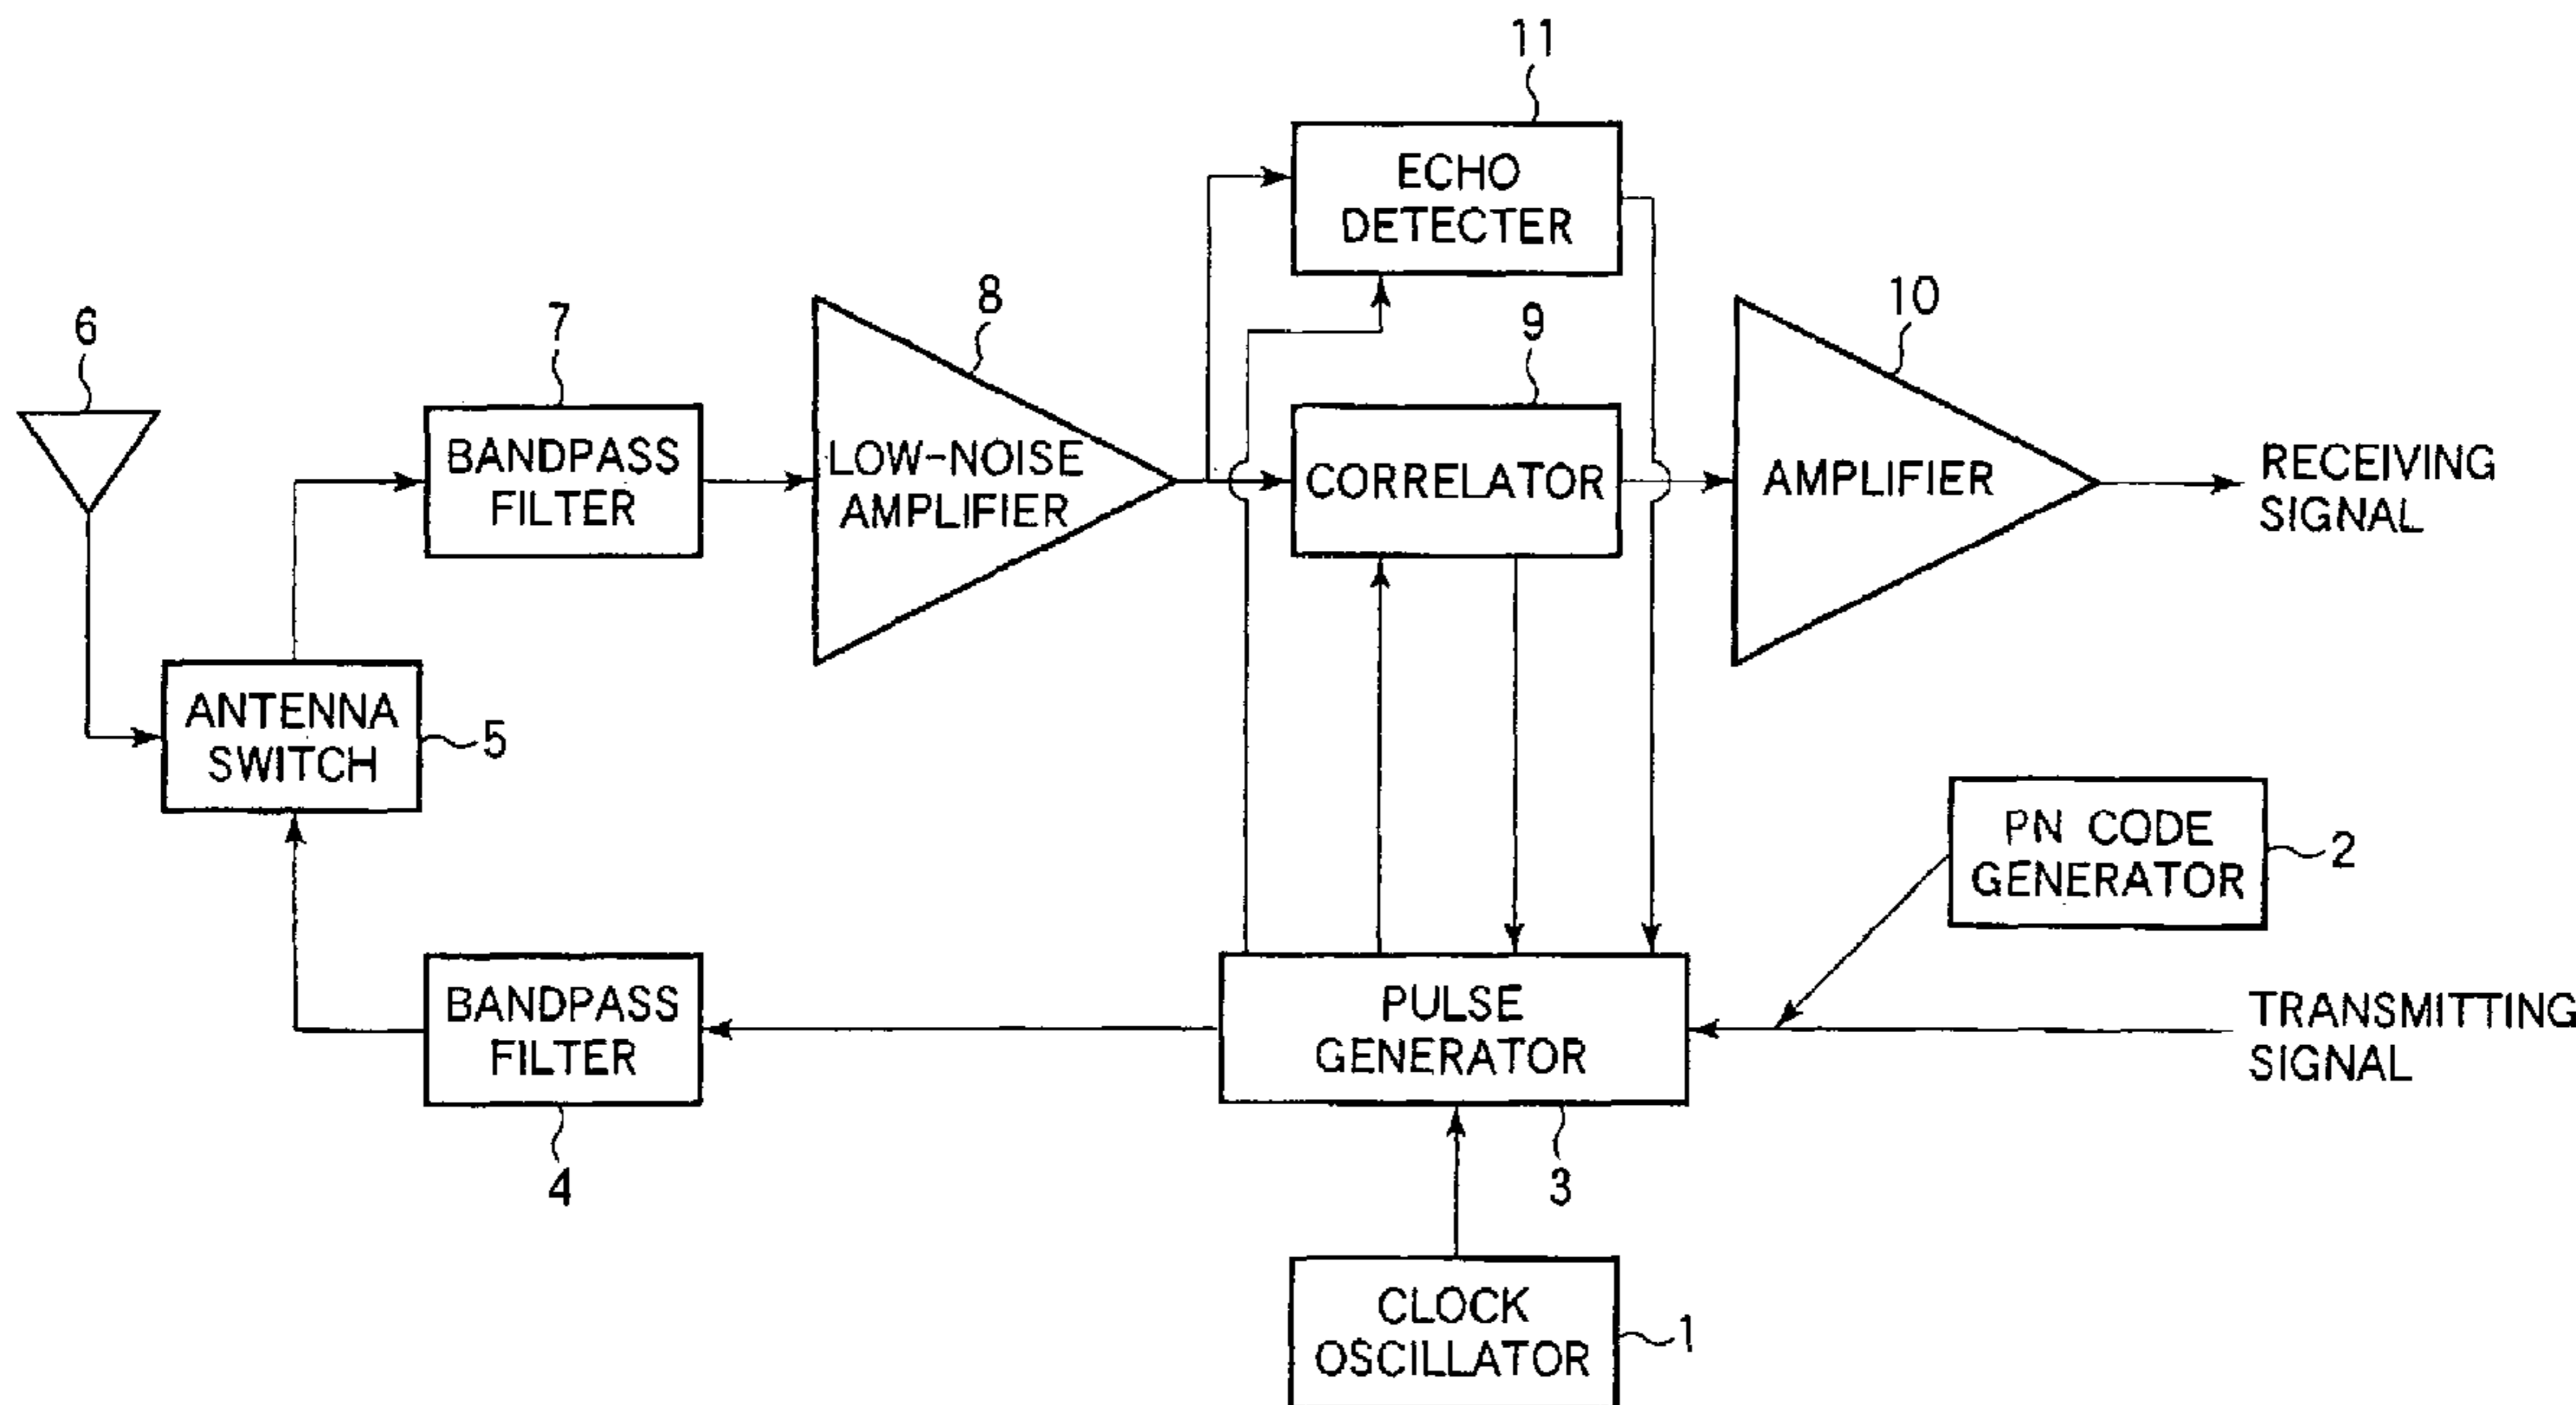 11
ECHO
DETECTER
6
7
8
9
10
BANDPASS
FILTER
LOW-NOISE
AMPLIFIER
CORRELATOR
AMPLIFIER
RECEIVING
SIGNAL
ANTENNA
SWITCH
5
PN CODE
GENERATOR
2
BANDPASS
FILTER
4
PULSE
GENERATOR
3
TRANSMITTING
SIGNAL
CLOCK
OSCILLATOR
1